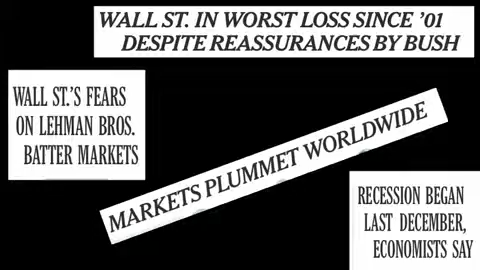 WALL ST. IN WORST LOSS SINCE ’01
DESPITE REASSURANCES BY BUSH
WALL ST.’S FEARS
ON LEHMAN BROS.
BATTER MARKETS
MARKETS PLUMMET WORLDWIDE
RECESSION BEGAN
LAST DECEMBER,
ECONOMISTS SAY